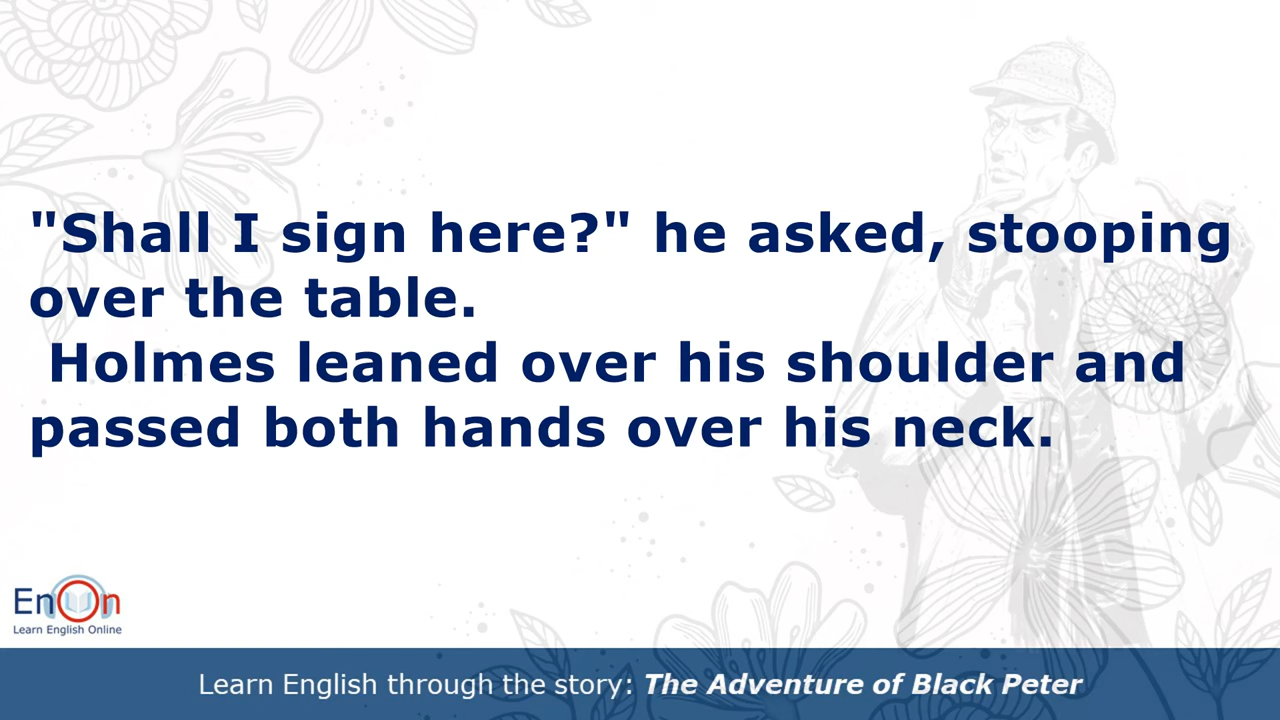 "Shall I sign here?" he asked, stooping
over the table.
Holmes leaned over his shoulder and
passed both hands over his neck.
EnOn
Learn English Online
Learn English through the story: The Adventure of Black Peter